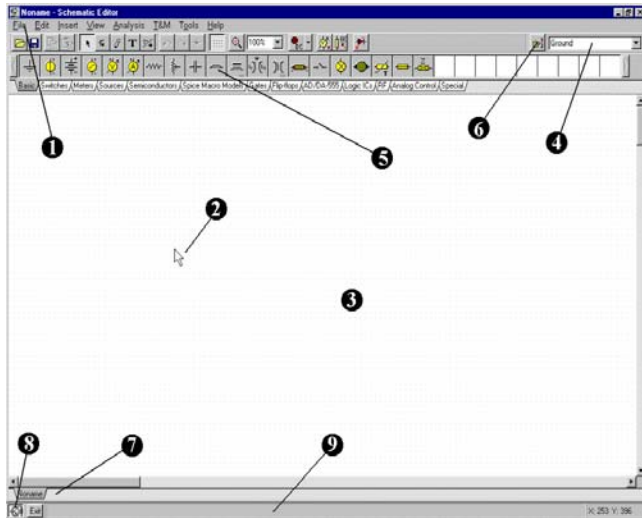 Noname - Schematic Editor
File Edit Insert View Analysis T&M Tools Help
T 100% Ground
Basic Switches Meters Sources Semiconductors Spice Macro Models Gates Flip-flops AD/DA-555 Logic ICs RF Analog Control Special
6 4
1 5
2
3
8 7 9
Noname
Exit X: 253 Y: 396